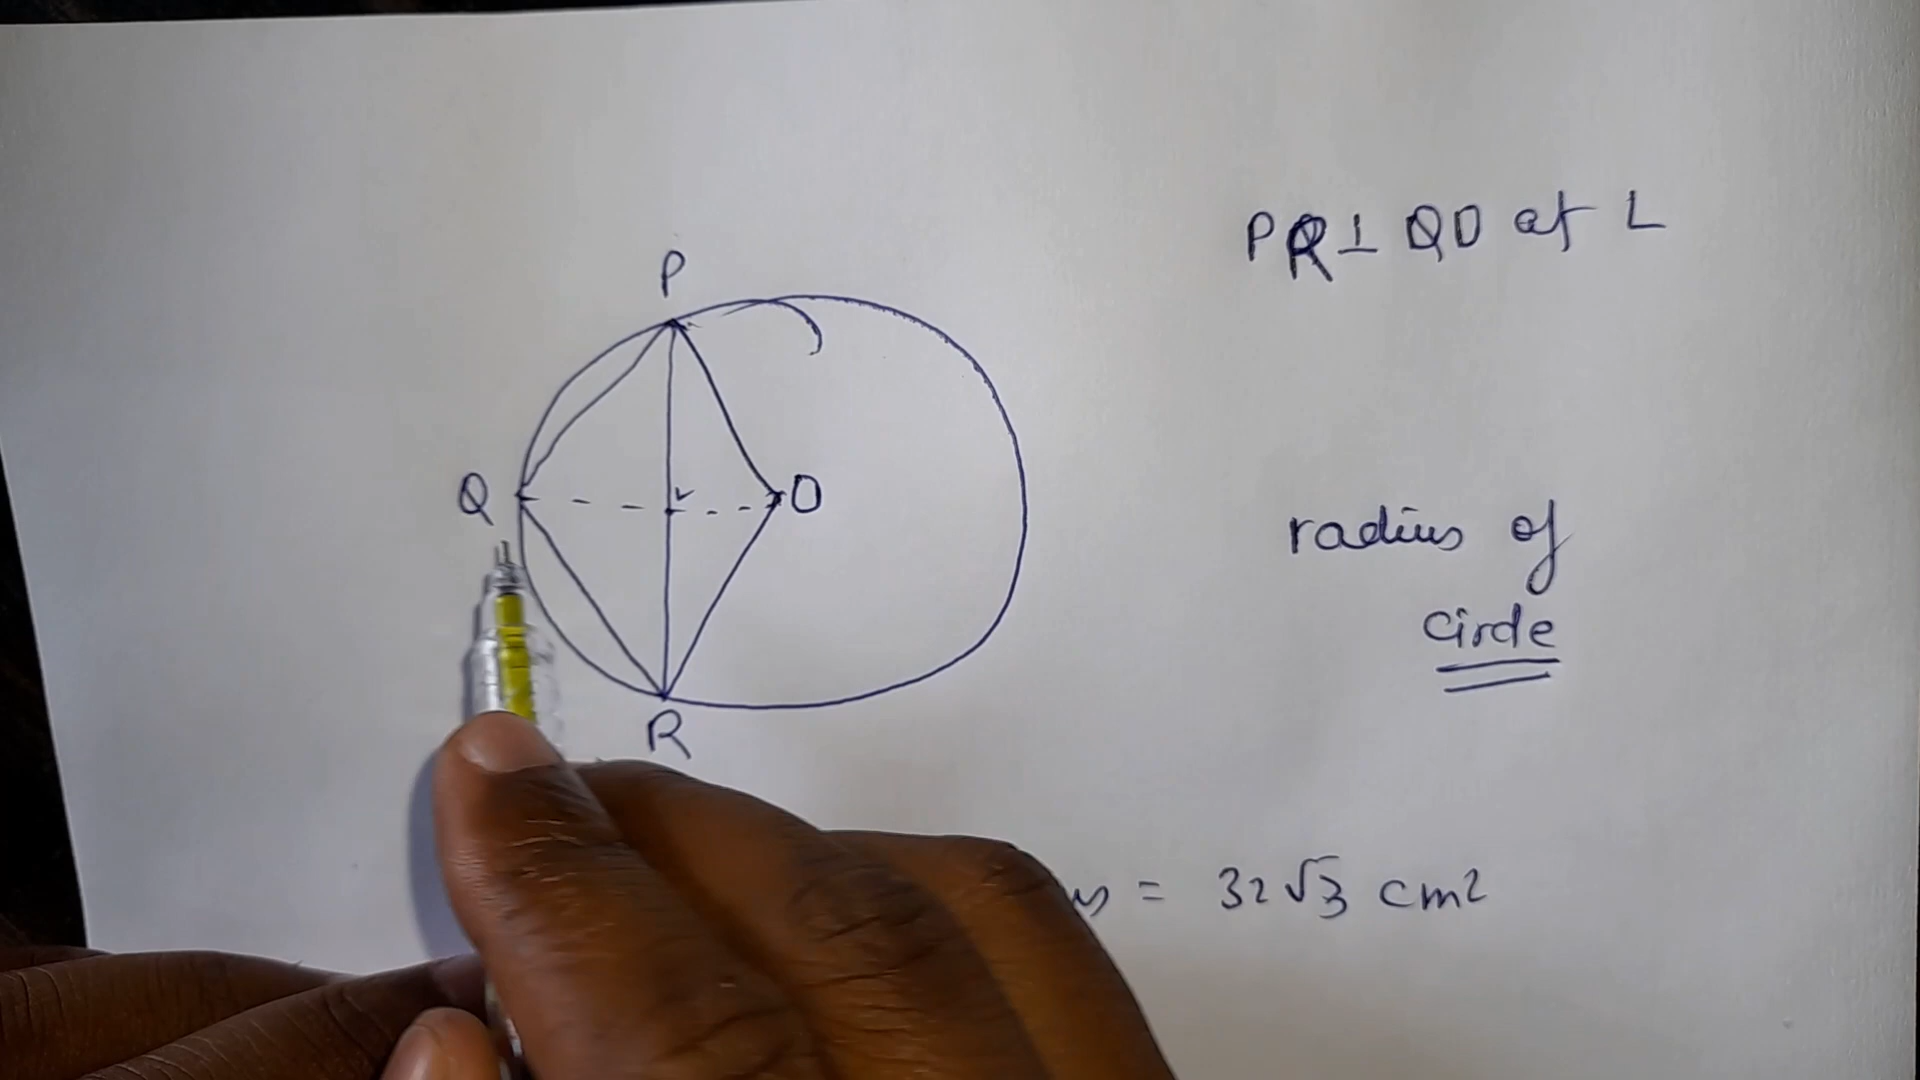 PR⊥ QO at L
P
Q
L
O
radius of
circle
R
= 32√3 cm2